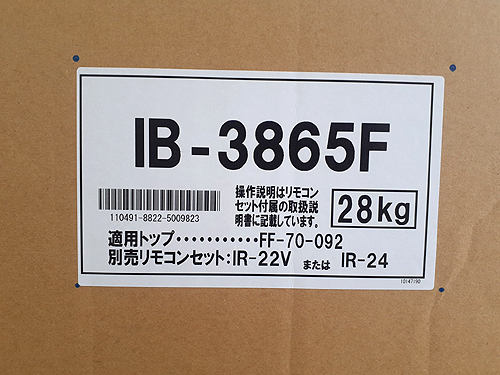 IB-3865F
110491-8822-5009823
操作説明はリモコン
セット付属の取扱説
明書に記載しています。
28kg
適用トップ・・・・・・・・・・・FF-70-092
別売リモコンセット:IR-22V または IR-24
10147190